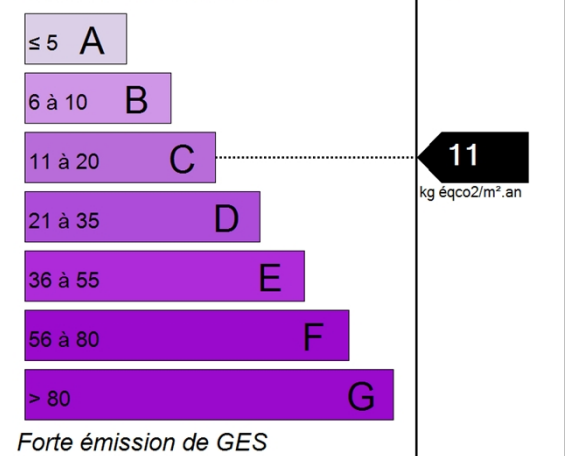 ≤ 5 A
6 à 10 B
11 à 20 C
11
kg éqco2/m².an
21 à 35 D
36 à 55 E
56 à 80 F
> 80 G
Forte émission de GES